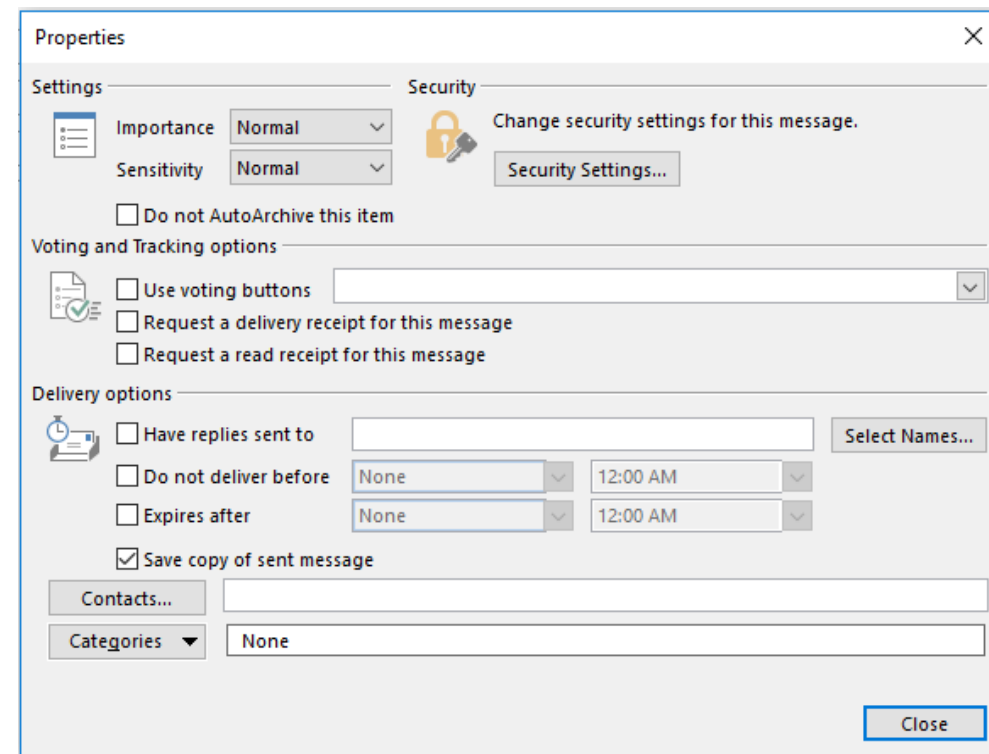 Properties
Settings Security
Importance Normal
Change security settings for this message.
Sensitivity Normal
Security Settings...
Do not AutoArchive this item
Voting and Tracking options
Use voting buttons
Request a delivery receipt for this message
Request a read receipt for this message
Delivery options
Have replies sent to Select Names...
Do not deliver before None 12:00 AM
Expires after None 12:00 AM
Save copy of sent message
Contacts...
Categories None
Close